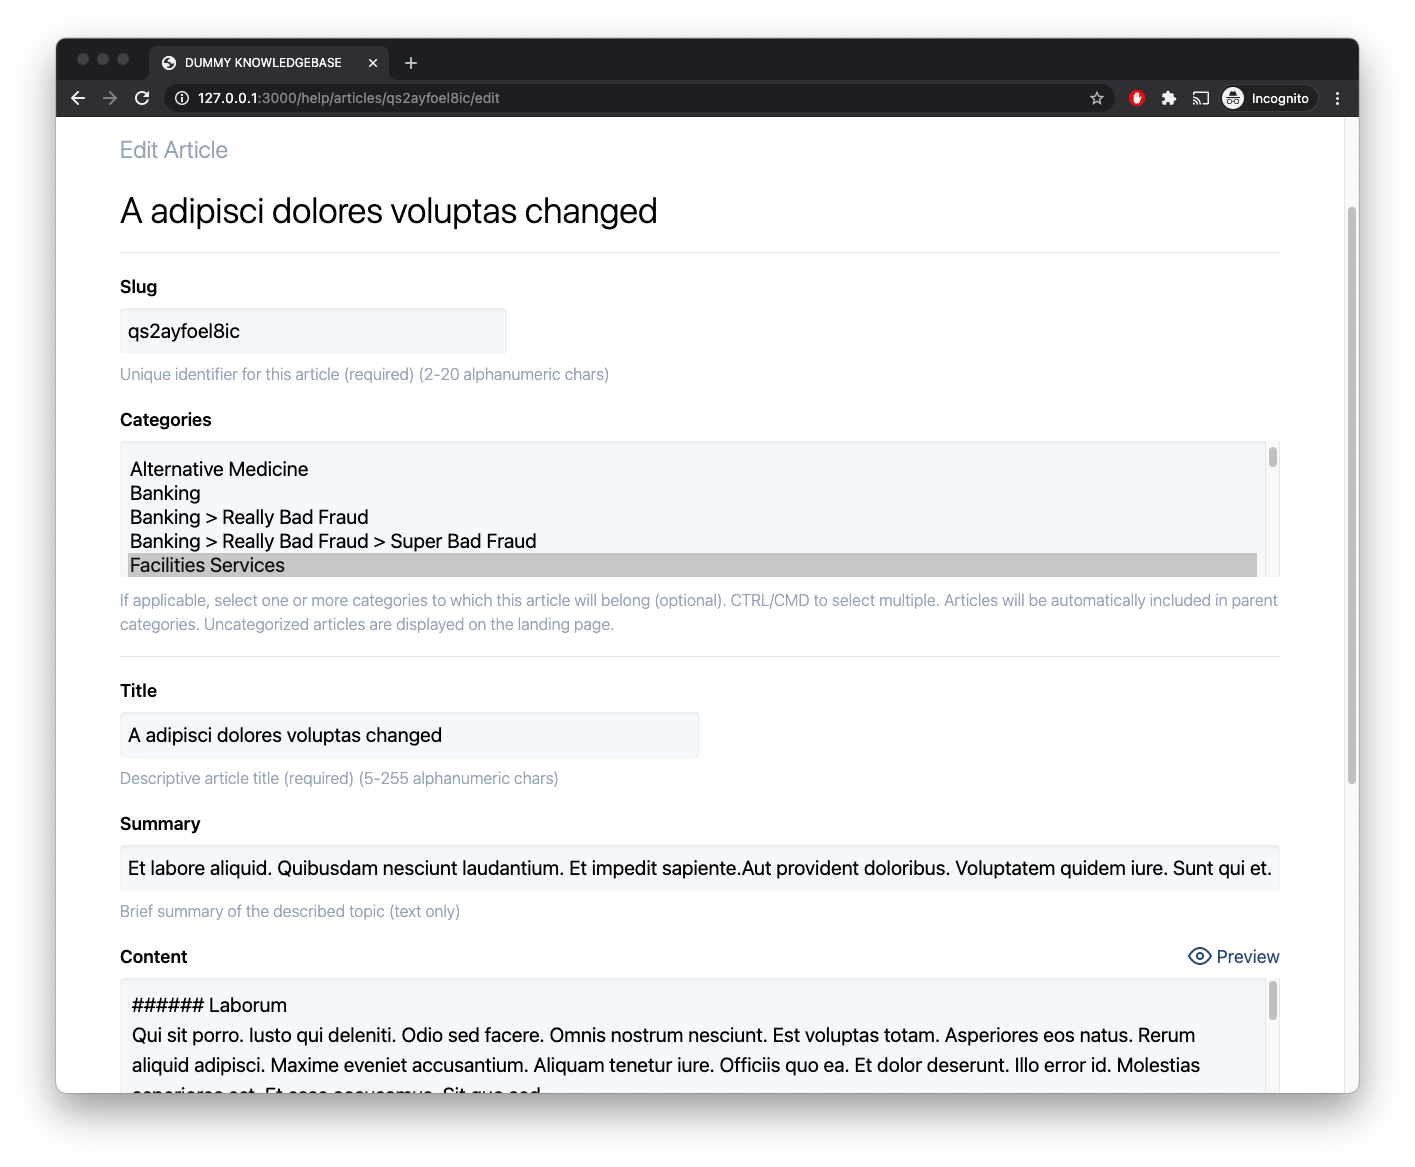 DUMMY KNOWLEDGEBASE
127.0.0.1:3000/help/articles/qs2ayfoel8ic/edit
Incognito
Edit Article
A adipisci dolores voluptas changed
Slug
qs2ayfoel8ic
Unique identifier for this article (required) (2-20 alphanumeric chars)
Categories
Alternative Medicine
Banking
Banking > Really Bad Fraud
Banking > Really Bad Fraud > Super Bad Fraud
Facilities Services
If applicable, select one or more categories to which this article will belong (optional). CTRL/CMD to select multiple. Articles will be automatically included in parent
categories. Uncategorized articles are displayed on the landing page.
Title
A adipisci dolores voluptas changed
Descriptive article title (required) (5-255 alphanumeric chars)
Summary
Et labore aliquid. Quibusdam nesciunt laudantium. Et impedit sapiente.Aut provident doloribus. Voluptatem quidem iure. Sunt qui et.
Brief summary of the described topic (text only)
Content
Preview
###### Laborum
Qui sit porro. Iusto qui deleniti. Odio sed facere. Omnis nostrum nesciunt. Est voluptas totam. Asperiores eos natus. Rerum
aliquid adipisci. Maxime eveniet accusantium. Aliquam tenetur iure. Officiis quo ea. Et dolor deserunt. Illo error id. Molestias